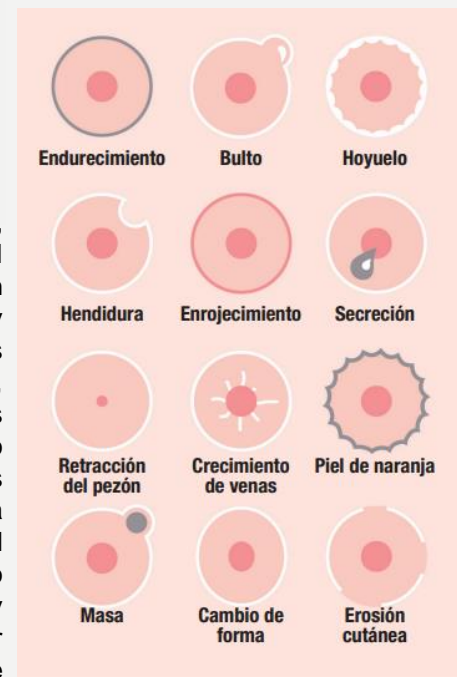 Endurecimiento Bulto Hoyuelo
Hendidura Enrojecimiento Secreción
Retracción del pezón
Crecimiento de venas
Piel de naranja
Masa
Cambio de forma
Erosión cutánea